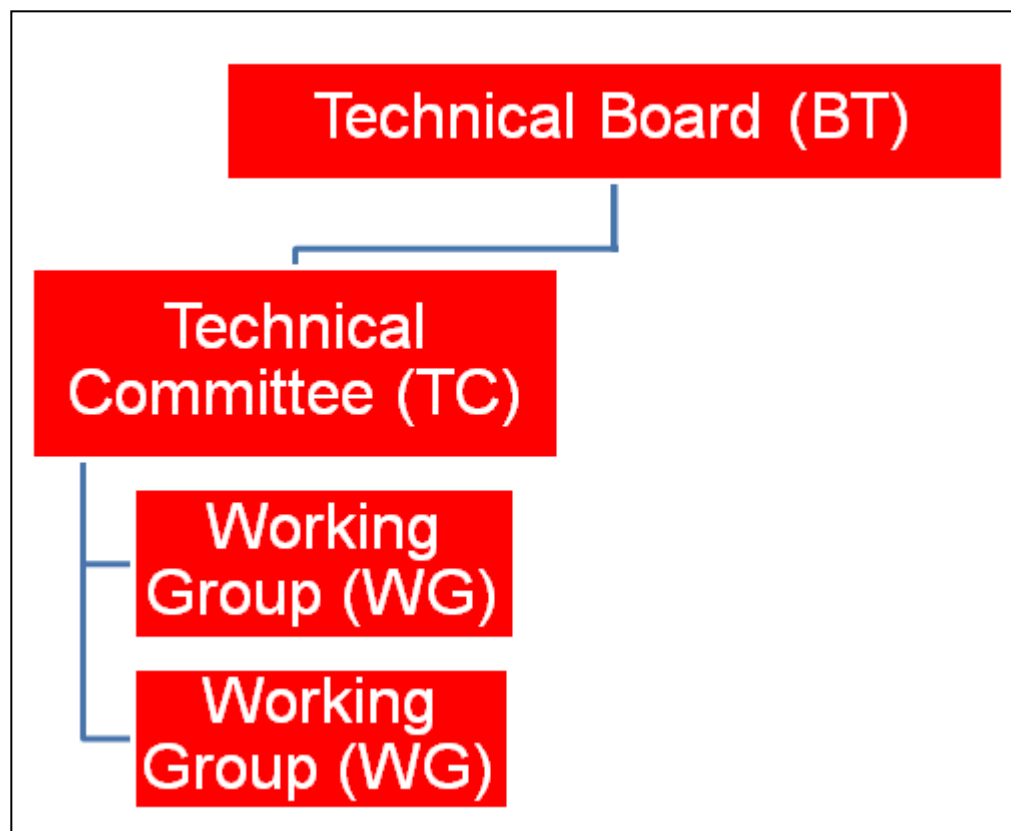 Technical Board (BT)
Technical
Committee (TC)
Working
Group (WG)
Working
Group (WG)